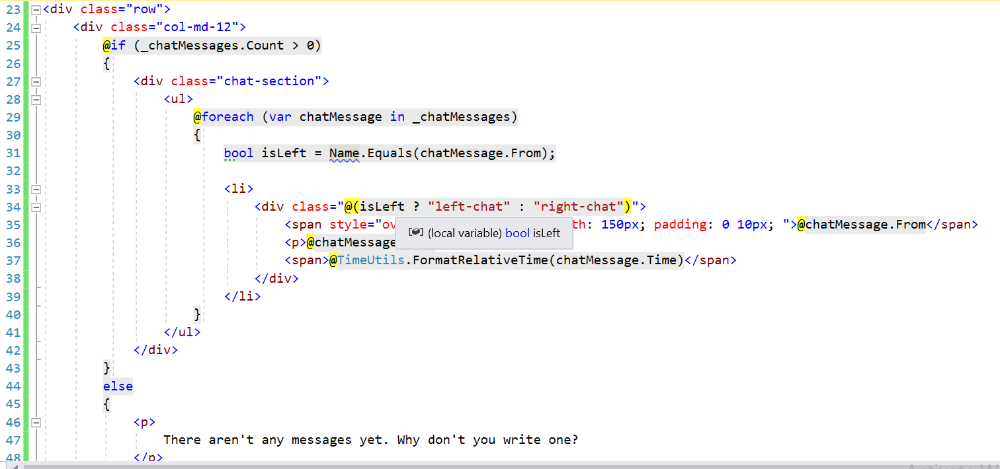 23 <div class="row">
24 <div class="col-md-12">
25 @if (_chatMessages.Count > 0)
26 {
27 <div class="chat-section">
28 <ul>
29 @foreach (var chatMessage in _chatMessages)
30 {
31 bool isLeft = Name.Equals(chatMessage.From);
32
33 <li>
34 <div class="@(isLeft ? "left-chat" : "right-chat")">
35 <span style="ov th: 150px; padding: 0 10px; ">@chatMessage.From</span>
(local variable) bool isLeft
36 <p>@chatMessage
37 <span>@TimeUtils.FormatRelativeTime(chatMessage.Time)</span>
38 </div>
39 </li>
40 }
41 </ul>
42 </div>
43 }
44 else
45 {
46 <p>
47 There aren't any messages yet. Why don't you write one?
48 </p>